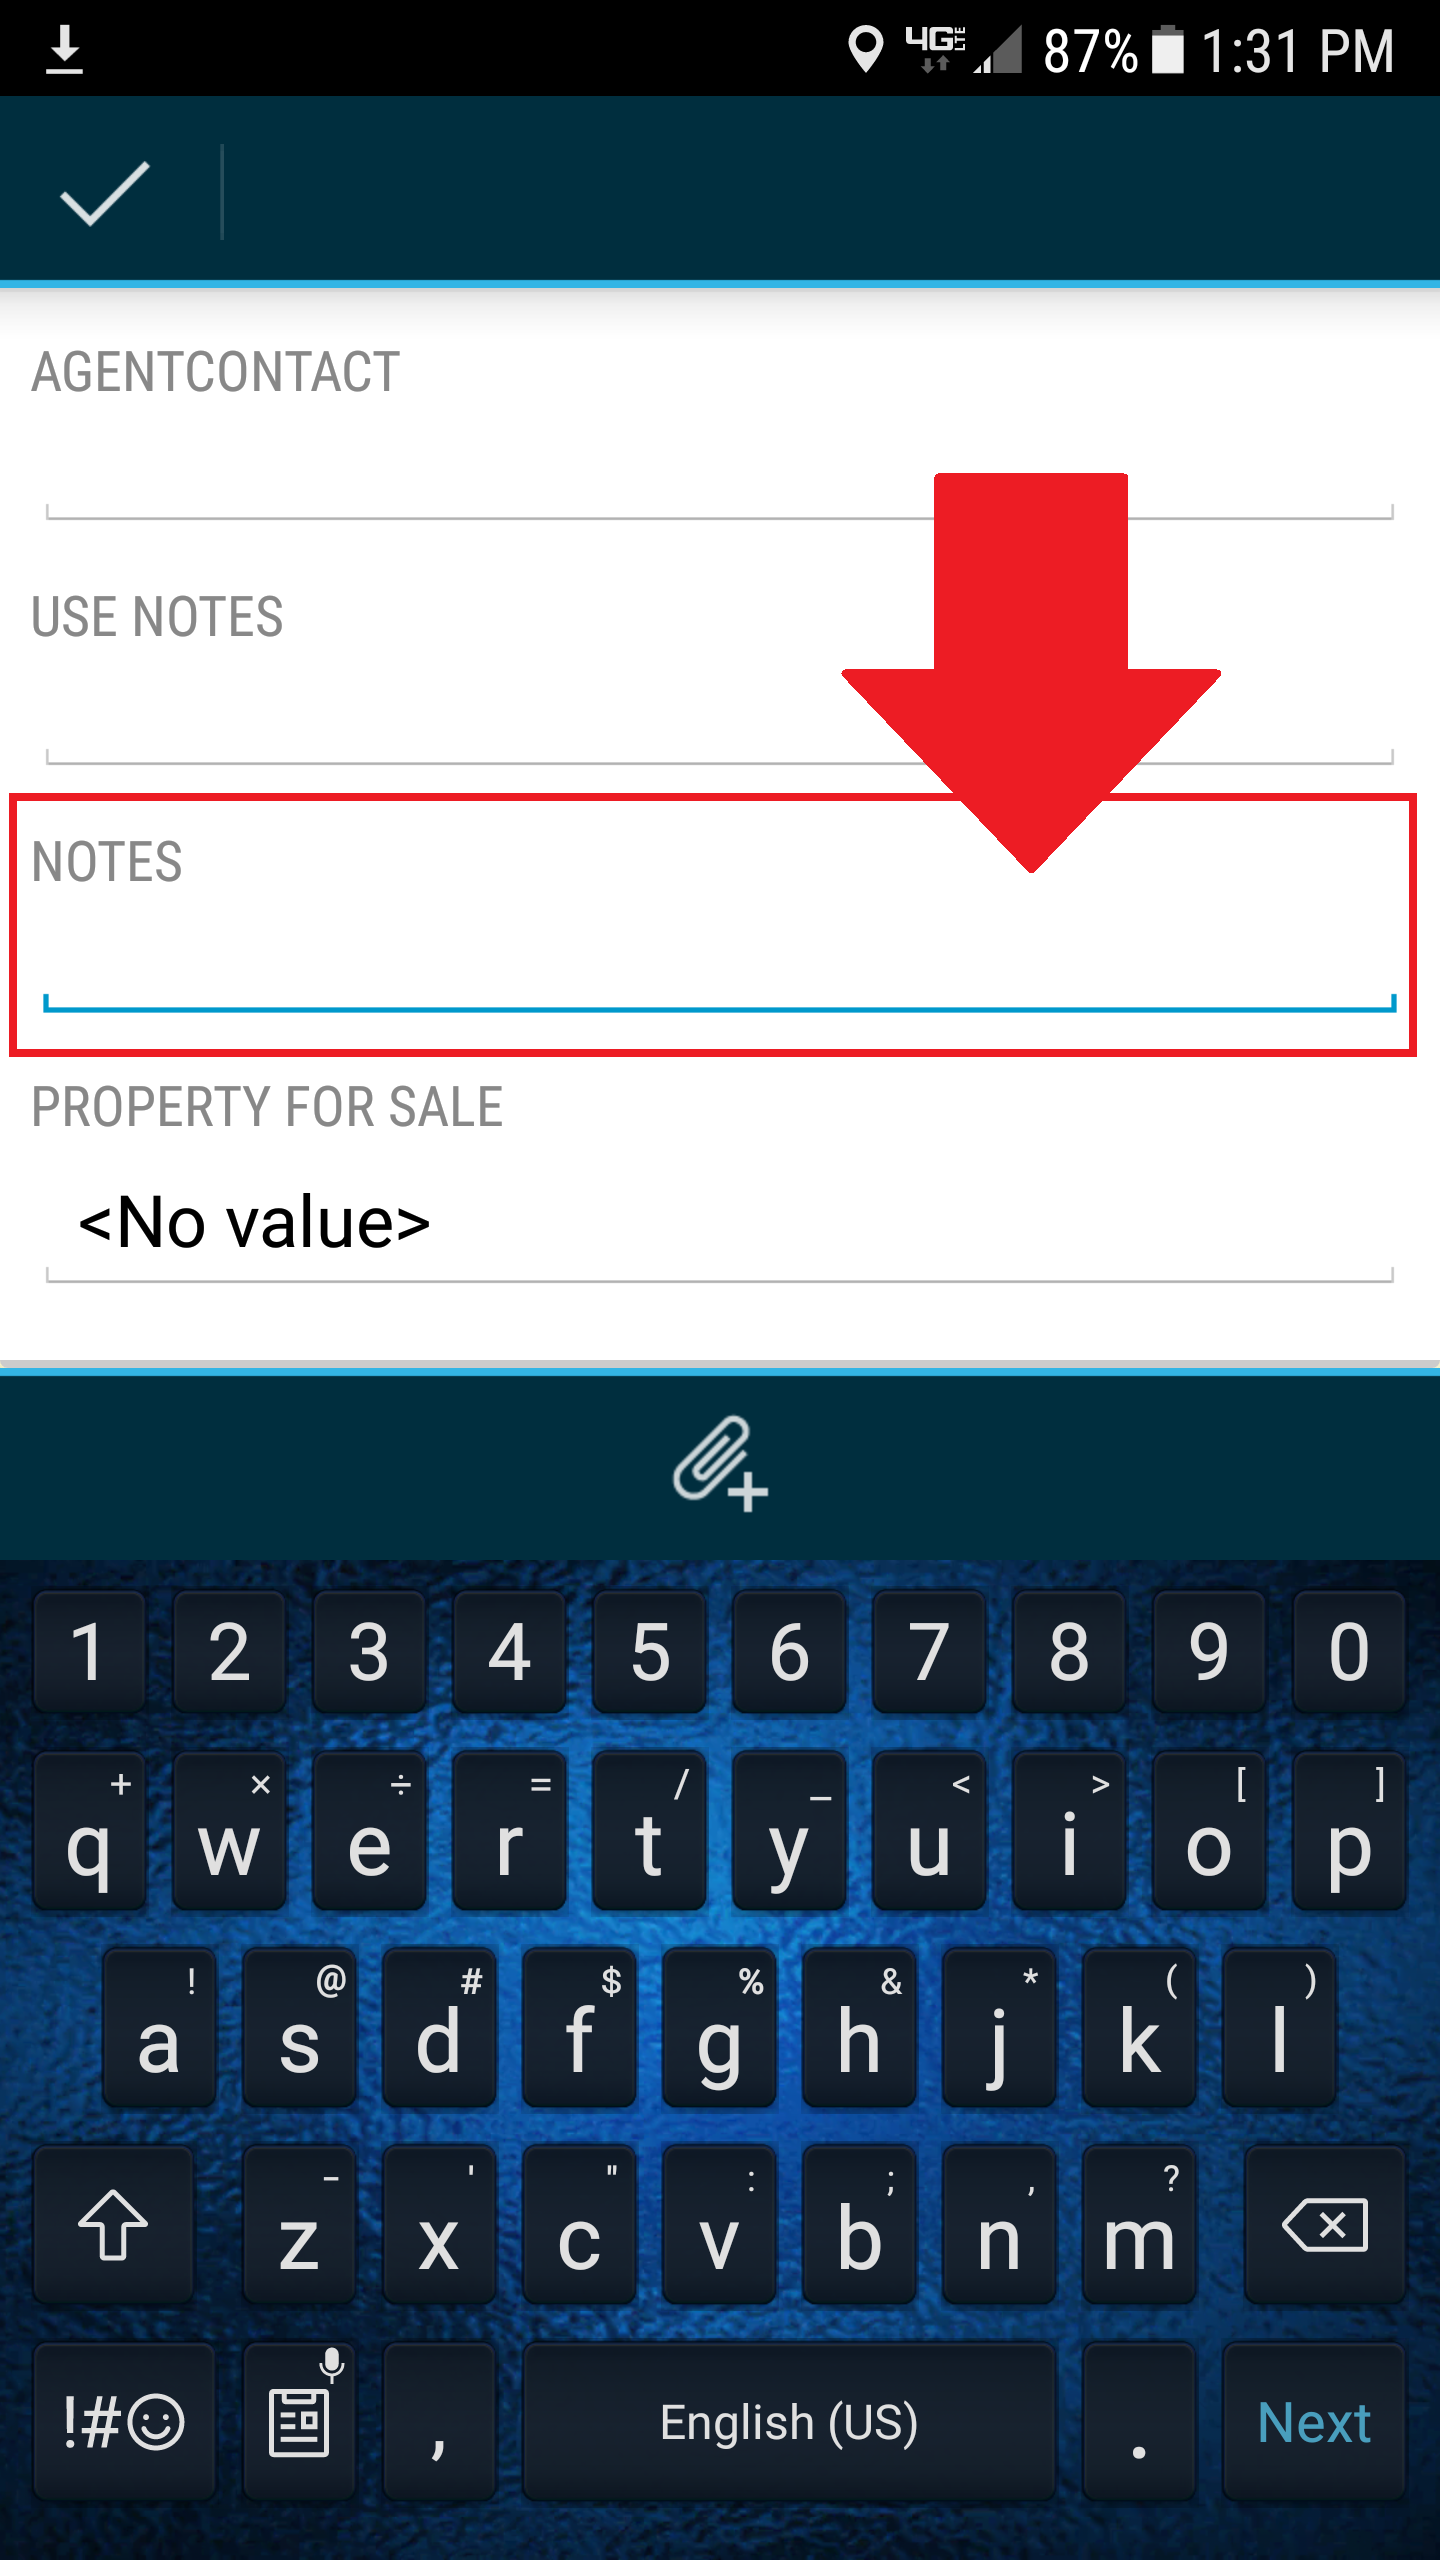 4G LTE 87% 1:31 PM
AGENTCONTACT
USE NOTES
NOTES
PROPERTY FOR SALE
<No value>
1 2 3 4 5 6 7 8 9 0
+ × ÷ = / _ < > [ ]
q w e r t y u i o p
! @ # $ % & * ( )
a s d f g h j k l
- ' " : ; , ?
z x c v b n m
!#☺ , English (US) . Next